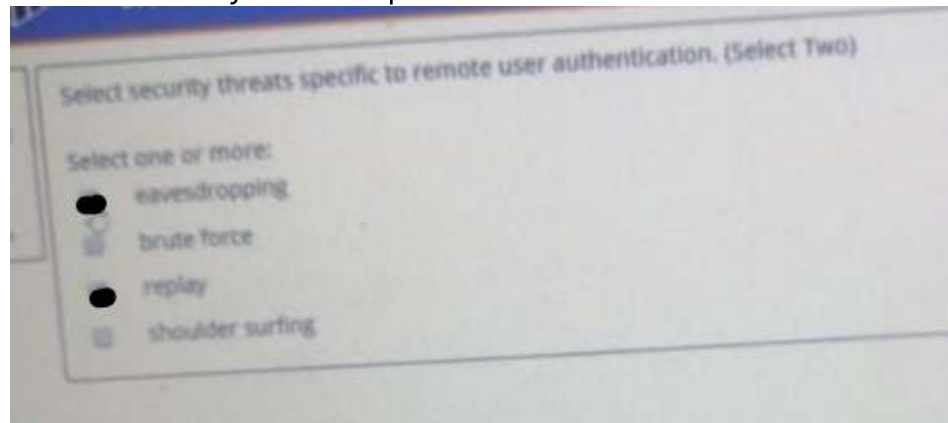 Select security threats specific to remote user authentication. (Select Two)
Select one or more:
eavesdropping
brute force
replay
shoulder surfing